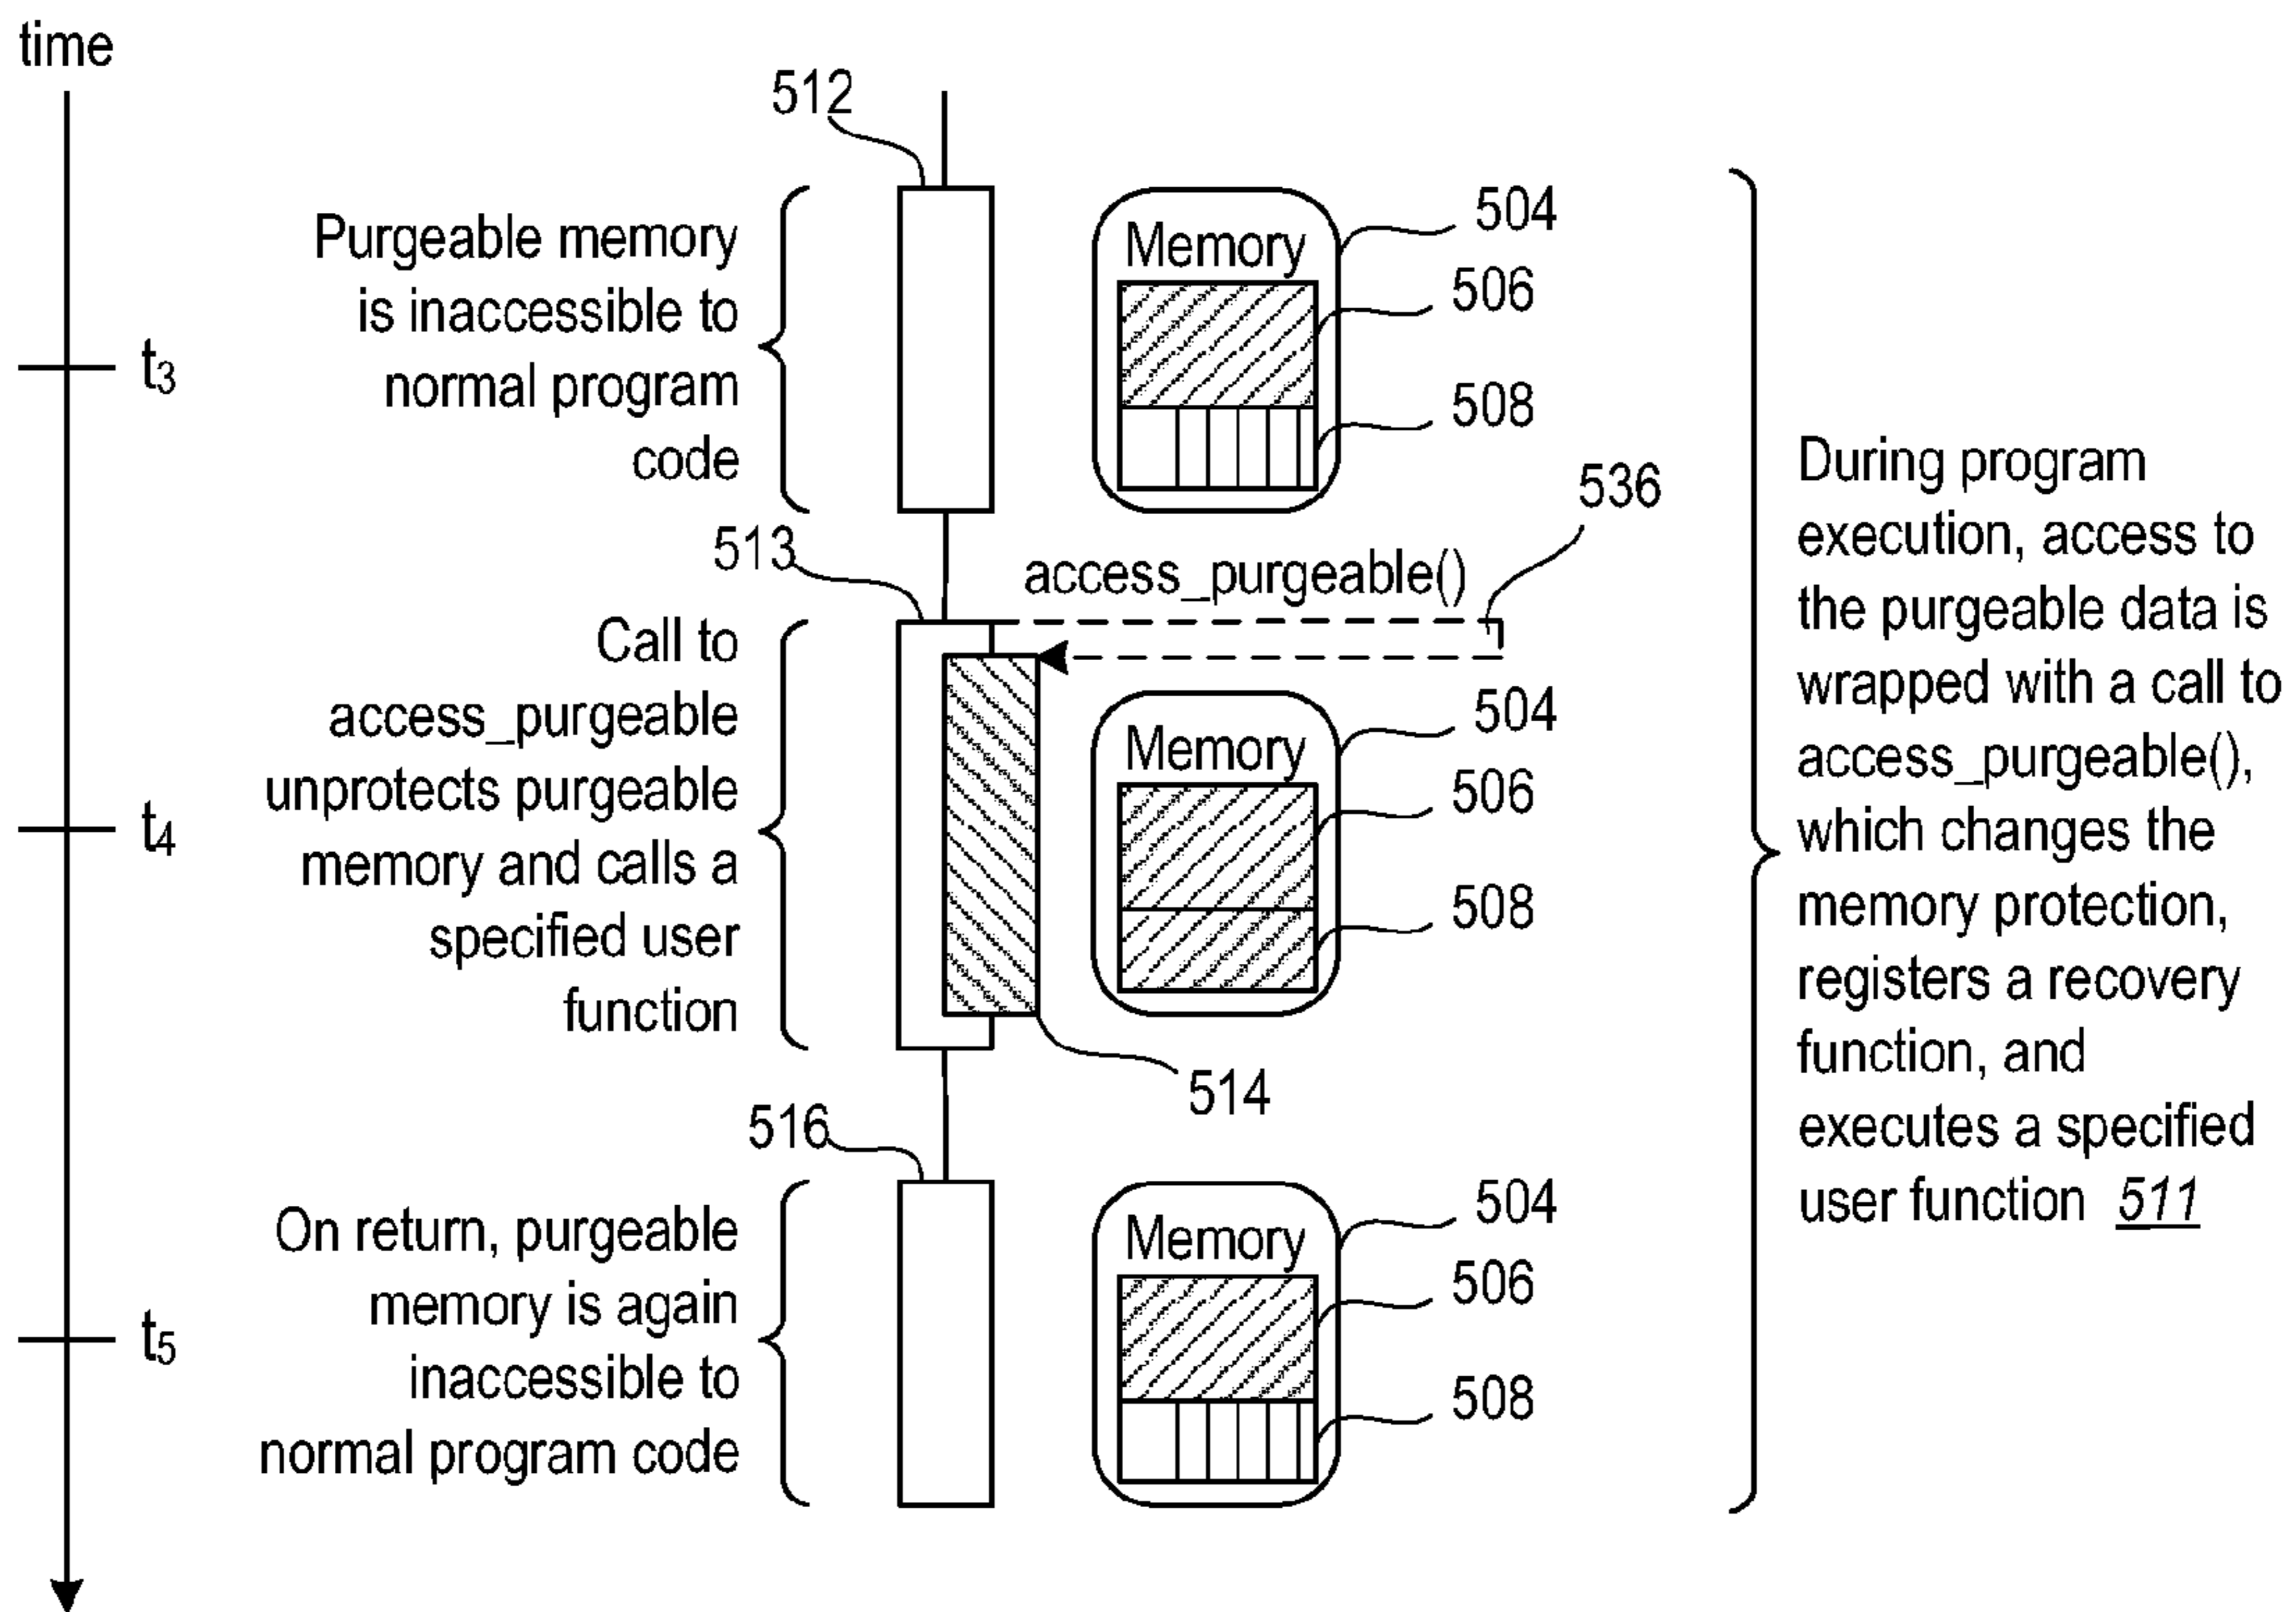 time
512
Purgeable memory
is inaccessible to
normal program
code
t3
Memory
504
506
508
536
513
access_purgeable()
Call to
access_purgeable
unprotects purgeable
memory and calls a
specified user
function
t4
Memory
504
506
508
514
516
On return, purgeable
memory is again
inaccessible to
normal program code
t5
Memory
504
506
508
During program
execution, access to
the purgeable data is
wrapped with a call to
access_purgeable(),
which changes the
memory protection,
registers a recovery
function, and
executes a specified
user function 511